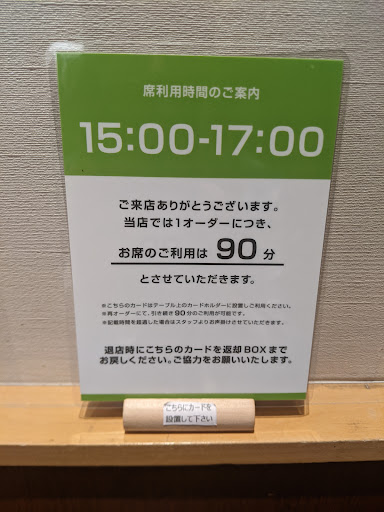 席利用時間のご案内
15:00-17:00
ご来店ありがとうございます。
当店では1オーダーにつき、
お席のご利用は 90 分
とさせていただきます。
※こちらのカードはテーブル上のカードホルダーに設置しご利用ください。
※再オーダーにて、引き続き90分のご利用が可能です。
※記載時間を超過した場合はスタッフよりお声掛けさせていただきます。
退店時にこちらのカードを返却BOXまで
お戻しください。ご協力をお願いいたします。
こちらにカードを
設置して下さい